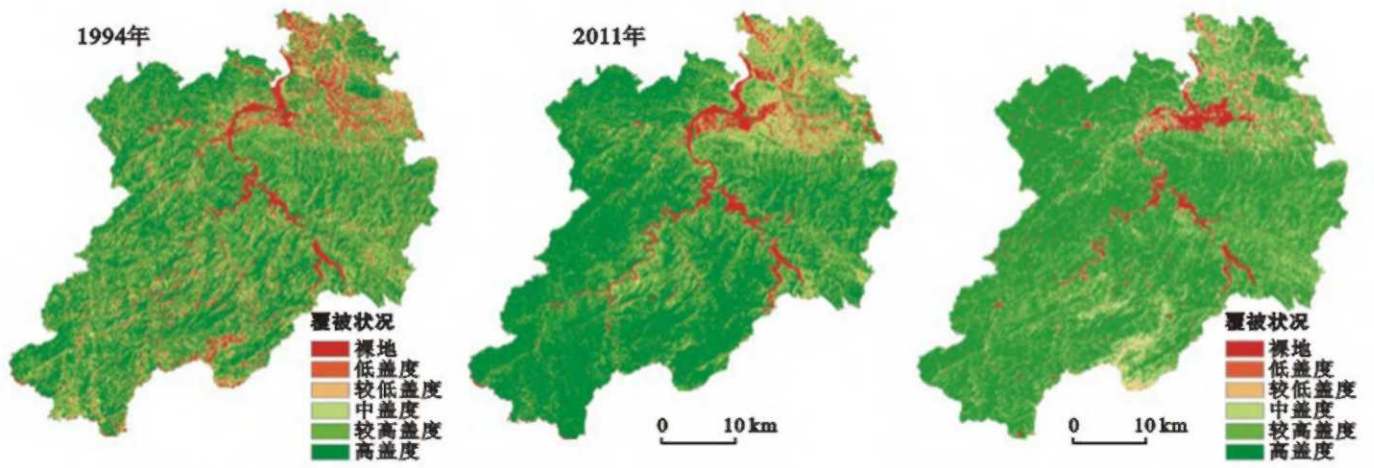 1994年
2011年
覆被状况
裸地
低盖度
较低盖度
中盖度
较高盖度
高盖度
0 10 km
0 10 km
覆被状况
裸地
低盖度
较低盖度
中盖度
较高盖度
高盖度